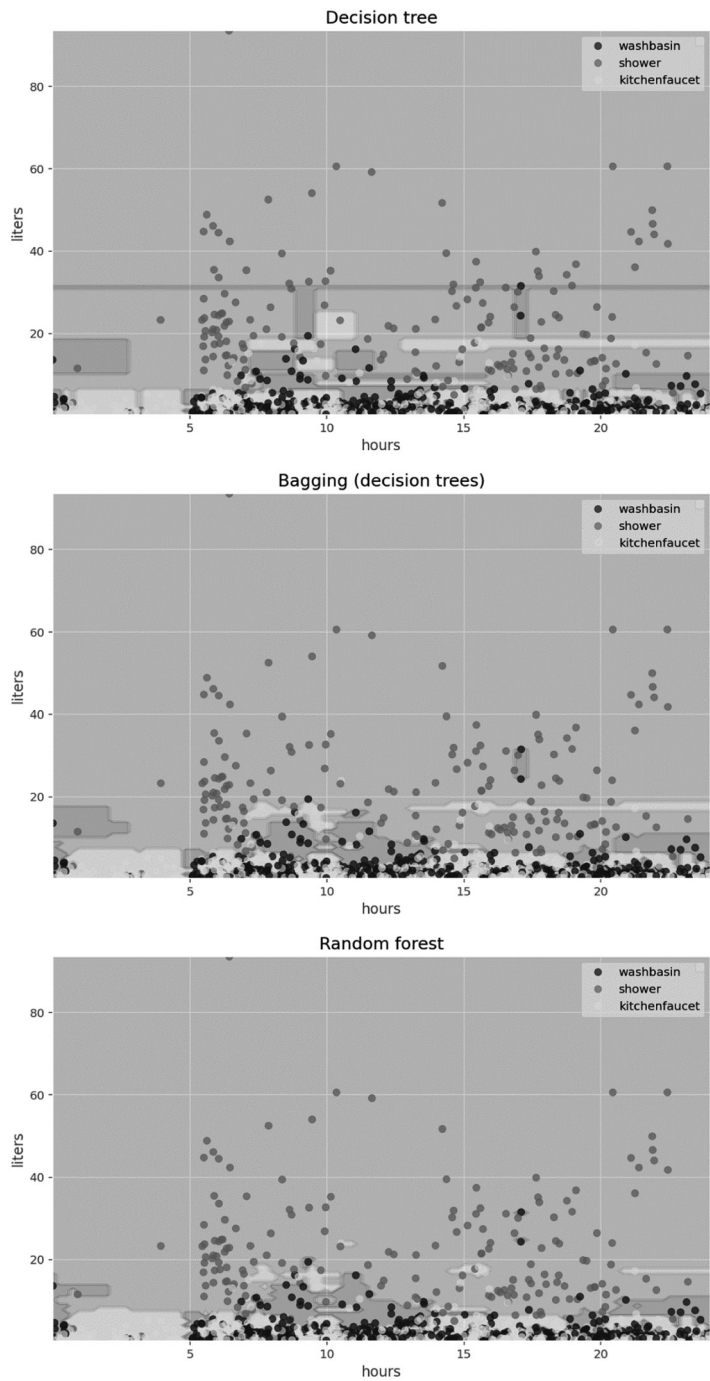 Decision tree
washbasin
shower
kitchenfaucet
80
60
40
20
liters
5 10 15 20
hours
Bagging (decision trees)
washbasin
shower
kitchenfaucet
80
60
40
20
liters
5 10 15 20
hours
Random forest
washbasin
shower
kitchenfaucet
80
60
40
20
liters
5 10 15 20
hours